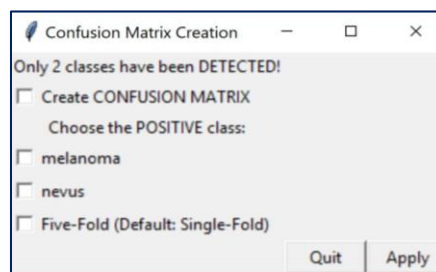 Confusion Matrix Creation
Only 2 classes have been DETECTED!
Create CONFUSION MATRIX
Choose the POSITIVE class:
melanoma
nevus
Five-Fold (Default: Single-Fold)
Quit Apply